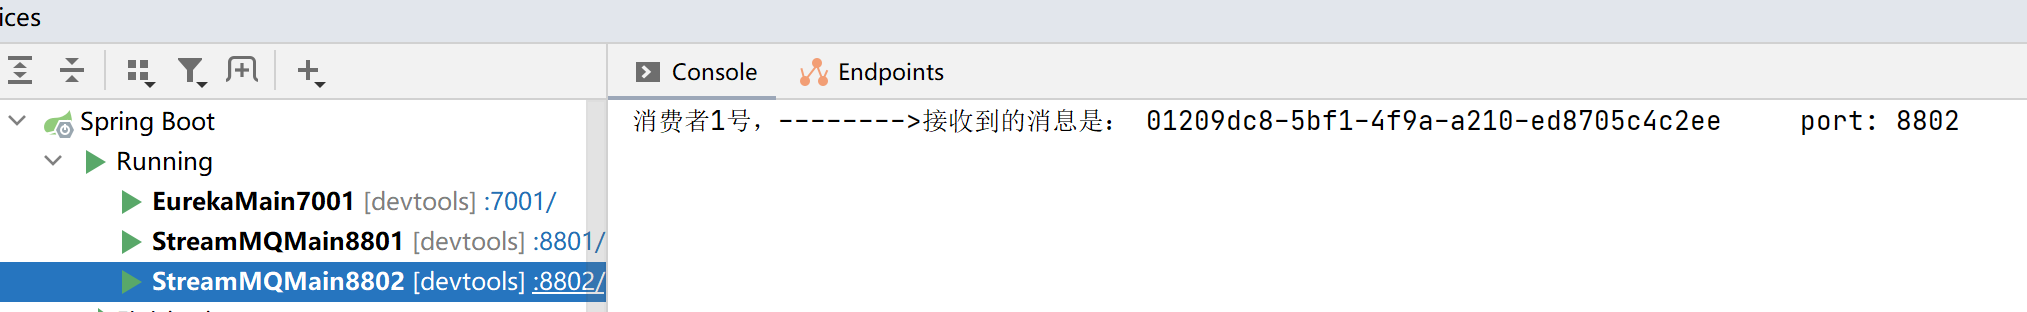 ices
Console
Endpoints
Spring Boot
Running
EurekaMain7001 [devtools] :7001/
StreamMQMain8801 [devtools] :8801/
StreamMQMain8802 [devtools] :8802/
消费者1号，-------->接收到的消息是： 01209dc8-5bf1-4f9a-a210-ed8705c4c2ee port: 8802